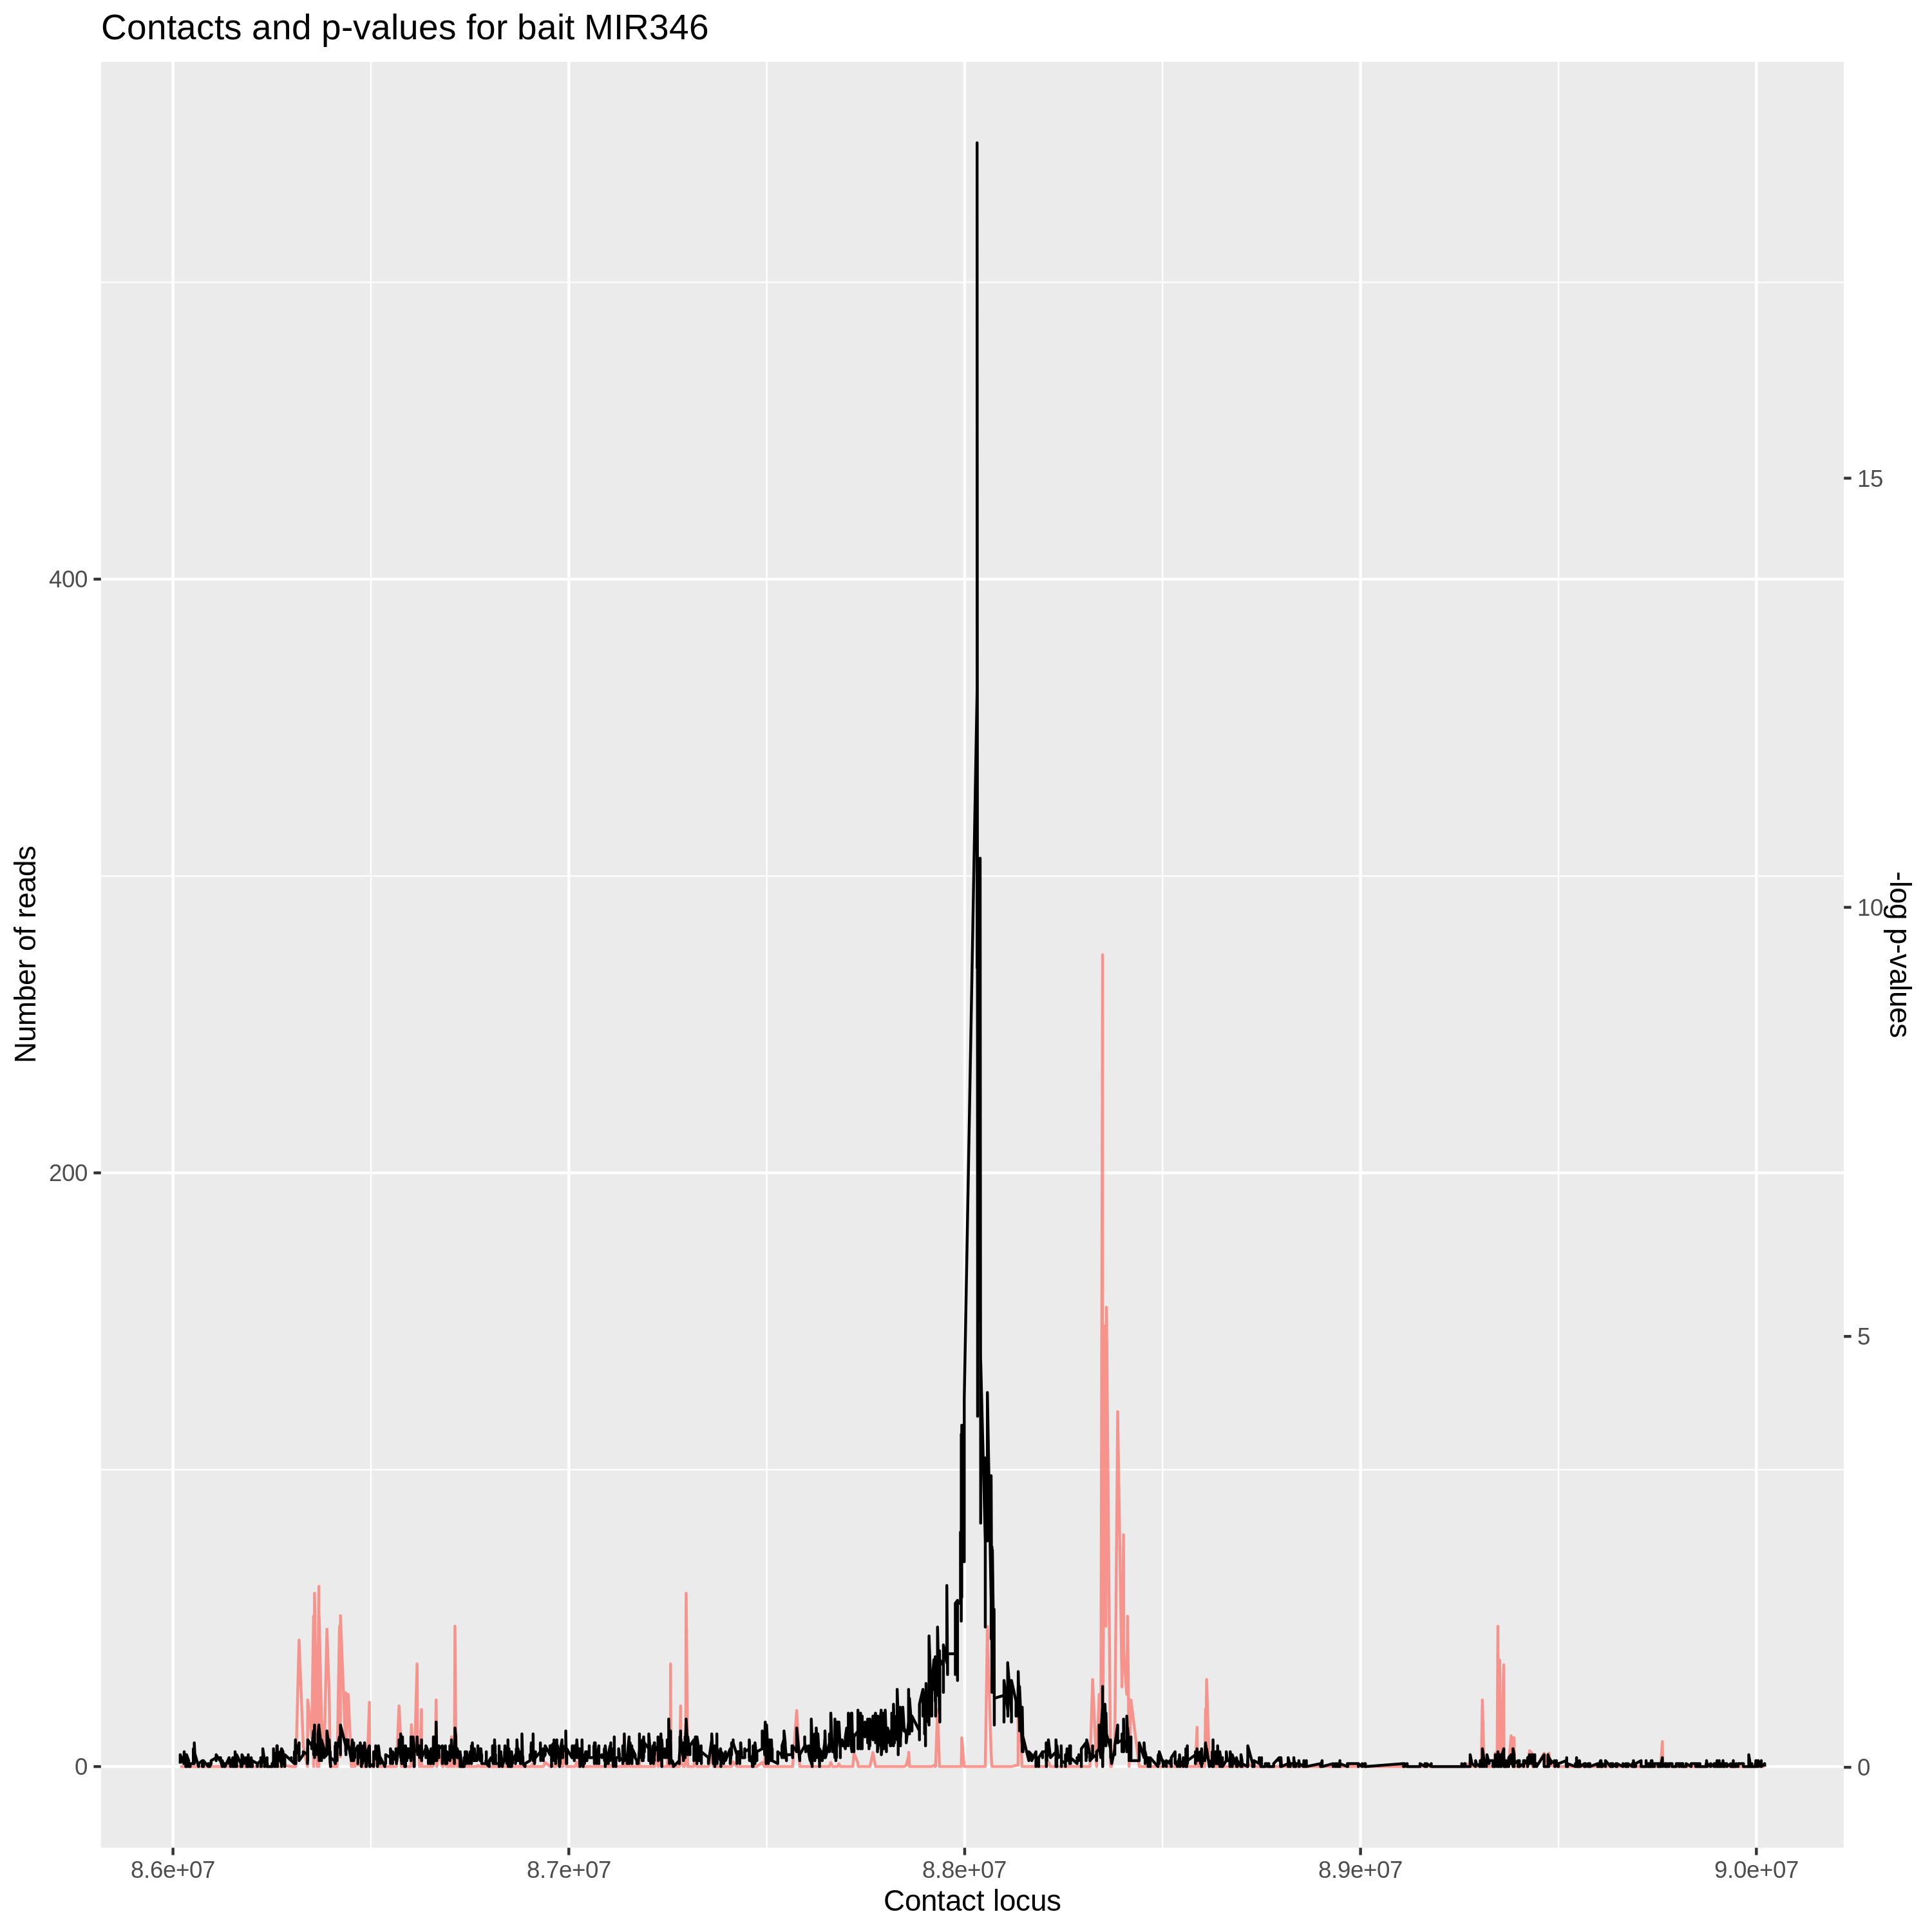 Contacts and p-values for bait MIR346
Number of reads
400
200
0
15
10
5
0
-log p-values
8.6e+07 8.7e+07 8.8e+07 8.9e+07 9.0e+07
Contact locus